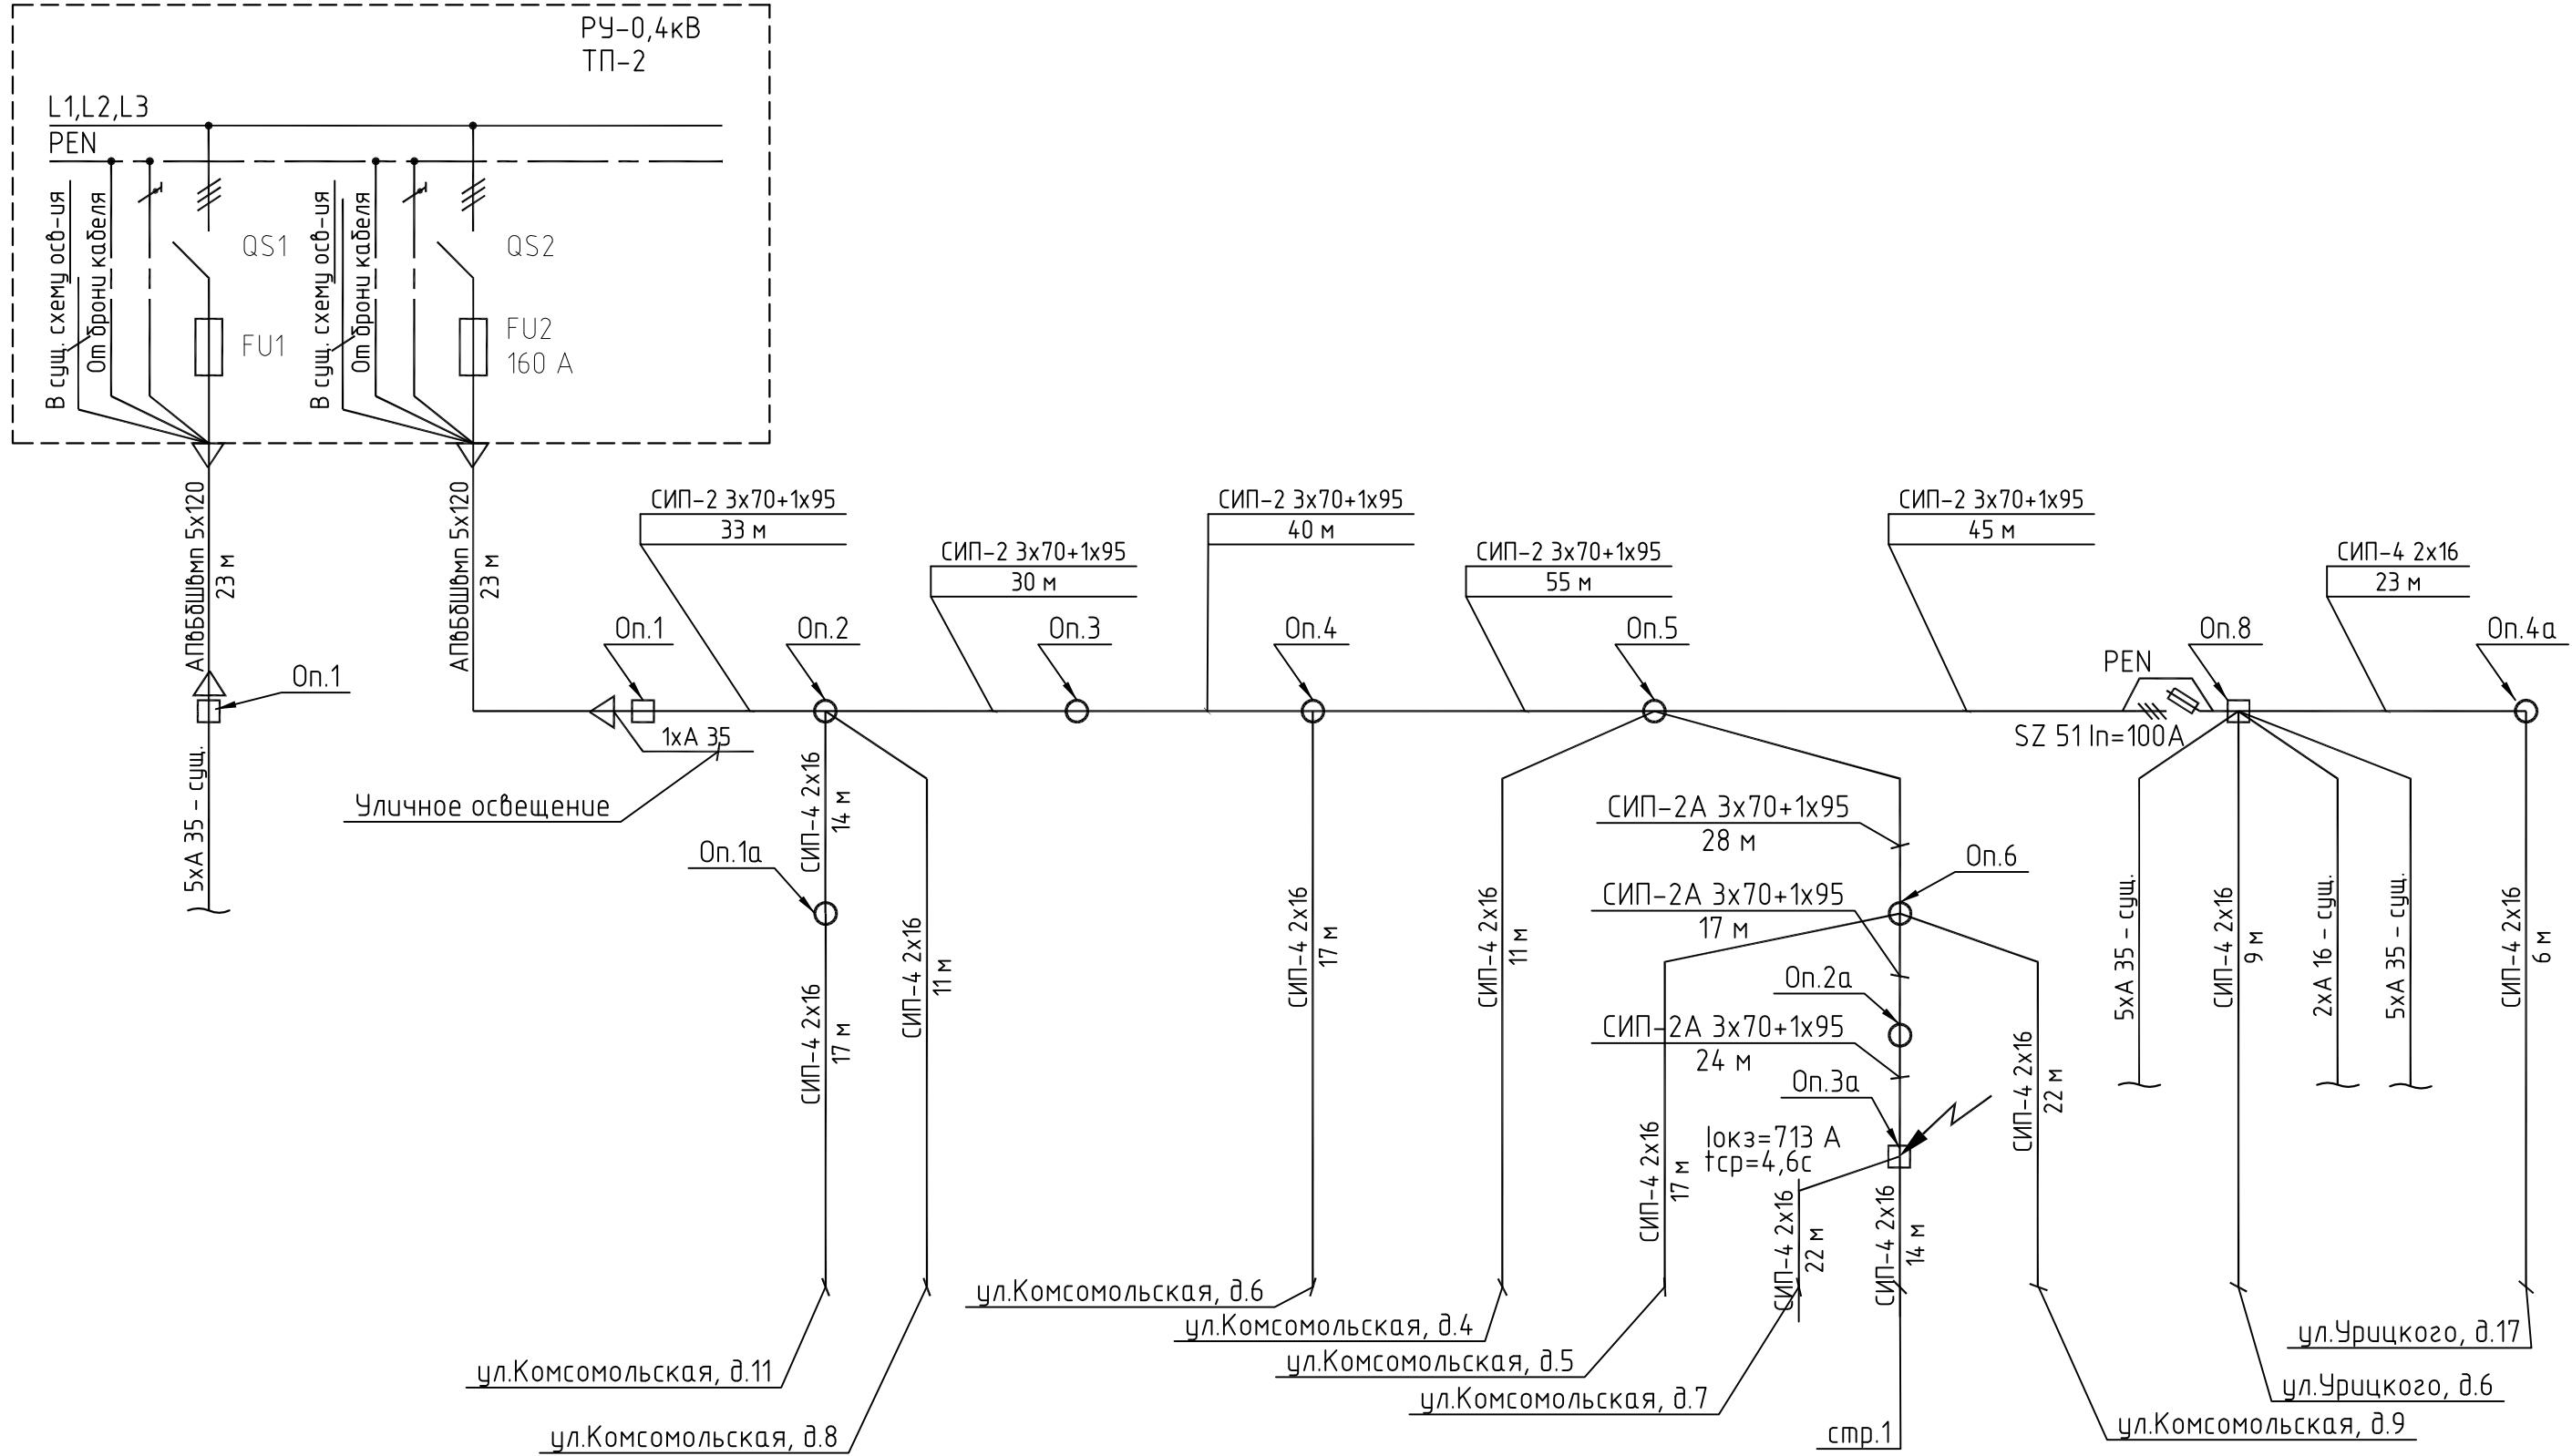 РУ-0,4кВ
ТП-2
L1,L2,L3
PEN
В сущ. схему осв-ия
От брони кабеля
QS1
FU1
В сущ. схему осв-ия
От брони кабеля
QS2
FU2
160 А
АПвБбШвмп 5х120
23 м
Оп.1
5хА 35 - сущ.
АПвБбШвмп 5х120
23 м
Оп.1
1хА 35
Уличное освещение
СИП-2 3х70+1х95
33 м
Оп.2
СИП-2 3х70+1х95
30 м
Оп.3
СИП-2 3х70+1х95
40 м
Оп.4
СИП-2 3х70+1х95
55 м
Оп.5
СИП-2 3х70+1х95
45 м
PEN
SZ 51 In=100А
Оп.8
СИП-4 2х16
23 м
Оп.4а
СИП-4 2х16
14 м
Оп.1а
СИП-4 2х16
17 м
СИП-4 2х16
11 м
СИП-4 2х16
17 м
СИП-4 2х16
11 м
СИП-2А 3х70+1х95
28 м
Оп.6
СИП-2А 3х70+1х95
17 м
Оп.2а
СИП-2А 3х70+1х95
24 м
Оп.3а
Iокз=713 А
tср=4,6с
СИП-4 2х16
17 м
СИП-4 2х16
22 м
СИП-4 2х16
14 м
СИП-4 2х16
22 м
5хА 35 - сущ.
СИП-4 2х16
9 м
2хА 16 - сущ.
5хА 35 - сущ.
СИП-4 2х16
6 м
ул.Комсомольская, д.6
ул.Комсомольская, д.4
ул.Комсомольская, д.11
ул.Комсомольская, д.5
ул.Комсомольская, д.7
ул.Комсомольская, д.8
стр.1
ул.Урицкого, д.17
ул.Урицкого, д.6
ул.Комсомольская, д.9